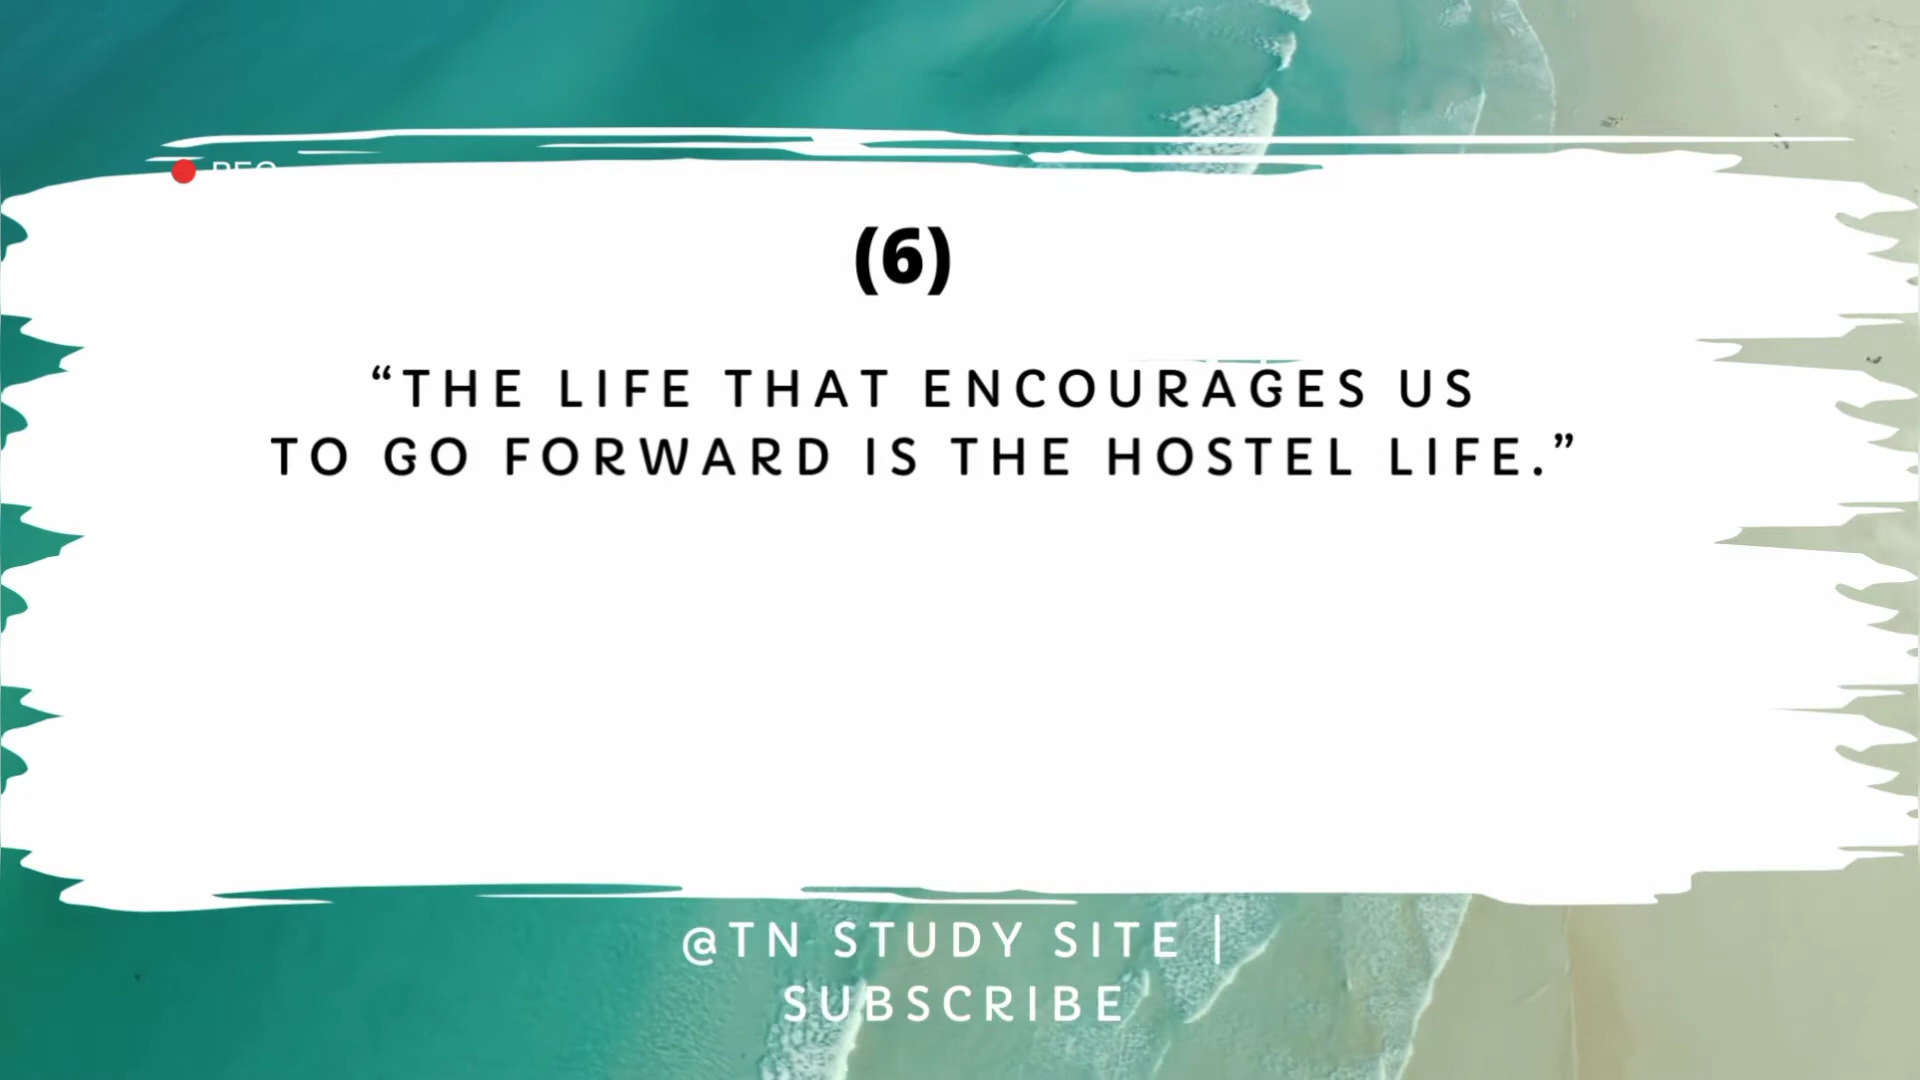 (6)
“THE LIFE THAT ENCOURAGES US
TO GO FORWARD IS THE HOSTEL LIFE.”
@TN STUDY SITE |
SUBSCRIBE